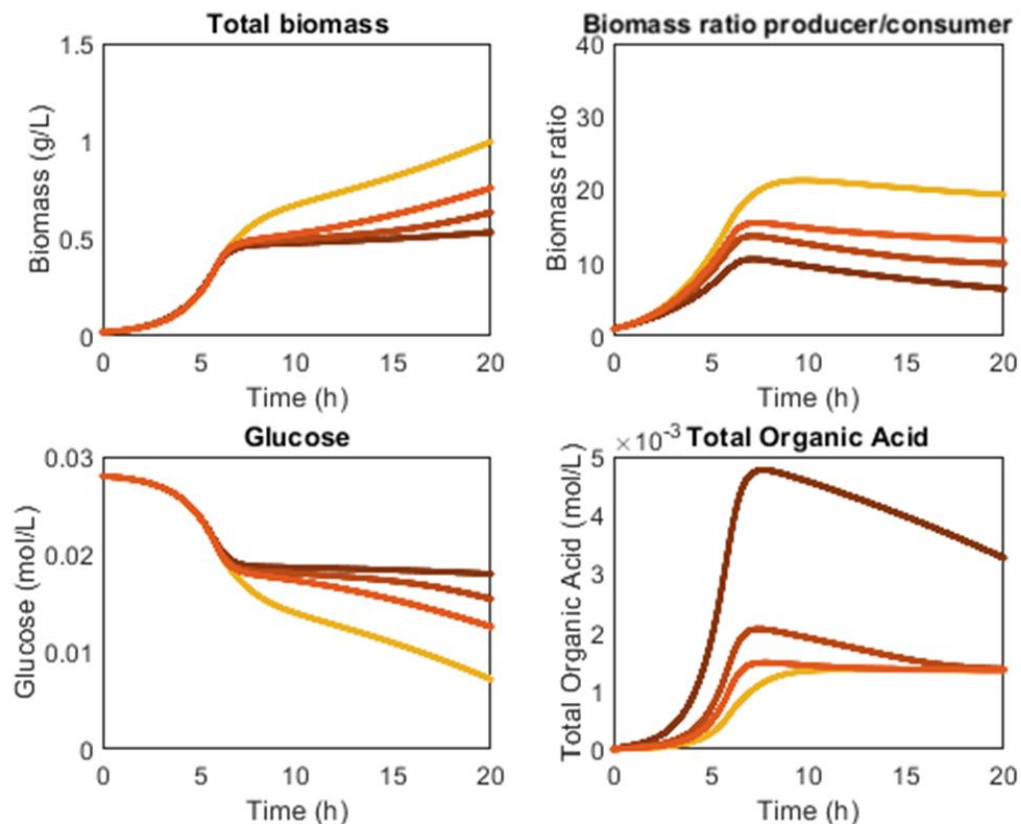 Total biomass
1.5
1
0.5
0
Biomass (g/L)
0 5 10 15 20
Time (h)
Biomass ratio producer/consumer
40
30
20
10
0
Biomass ratio
0 5 10 15 20
Time (h)
Glucose
0.03
0.02
0.01
0
Glucose (mol/L)
0 5 10 15 20
Time (h)
×10⁻³ Total Organic Acid
5
4
3
2
1
0
Total Organic Acid (mol/L)
0 5 10 15 20
Time (h)